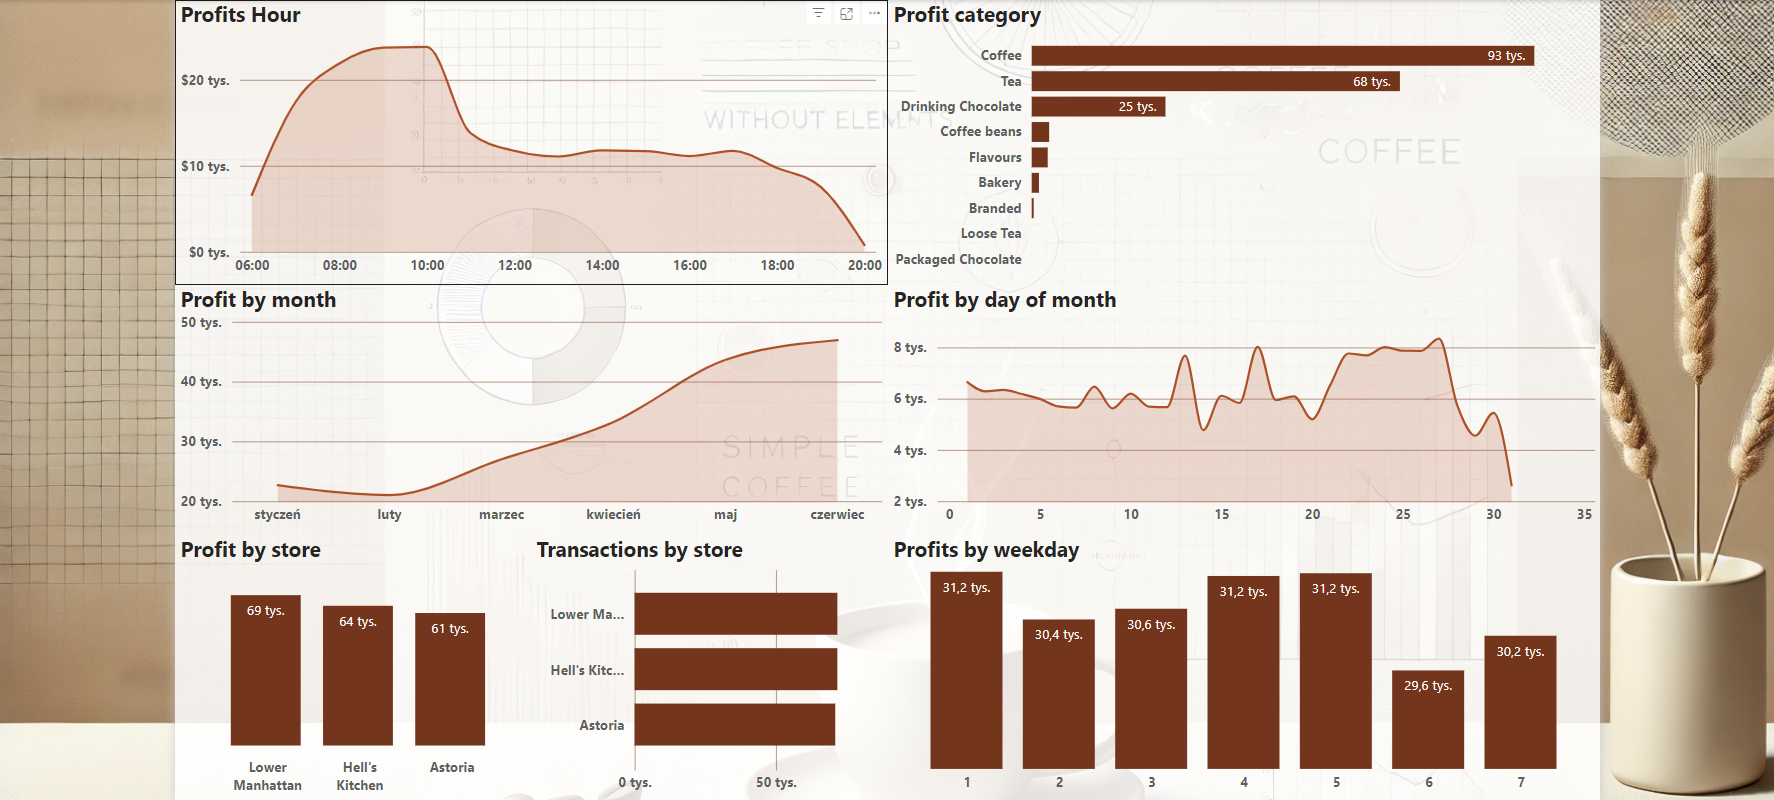 Profits Hour
$20 tys.
$10 tys.
$0 tys.
06:00 08:00 10:00 12:00 14:00 16:00 18:00 20:00
COFFEE SHOP
WITHOUT ELEMENTS
Profit category
Coffee 93 tys.
Tea 68 tys.
Drinking Chocolate 25 tys.
Coffee beans
Flavours
Bakery
Branded
Loose Tea
Packaged Chocolate
COFFEE
Profit by month
50 tys.
40 tys.
30 tys.
20 tys.
styczeń luty marzec kwiecień maj czerwiec
SIMPLE
COFFEE
Profit by day of month
8 tys.
6 tys.
4 tys.
2 tys.
0 5 10 15 20 25 30 35
Profit by store
69 tys. 64 tys. 61 tys.
Lower Manhattan
Hell's Kitchen
Astoria
Transactions by store
Lower Ma...
Hell's Kitc...
Astoria
0 tys. 50 tys.
Profits by weekday
31,2 tys. 30,4 tys. 30,6 tys. 31,2 tys. 31,2 tys. 29,6 tys. 30,2 tys.
1 2 3 4 5 6 7